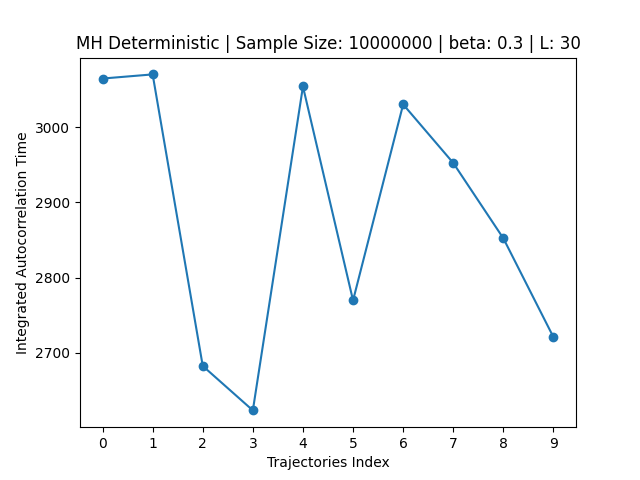 MH Deterministic | Sample Size: 10000000 | beta: 0.3 | L: 30
Integrated Autocorrelation Time
3000
2900
2800
2700
0 1 2 3 4 5 6 7 8 9
Trajectories Index